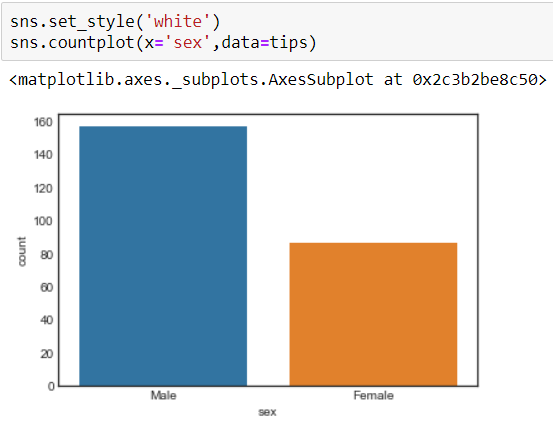 sns.set_style('white')
sns.countplot(x='sex',data=tips)
<matplotlib.axes._subplots.AxesSubplot at 0x2c3b2be8c50>
160
140
120
100
80
60
40
20
0
count
Male Female
sex